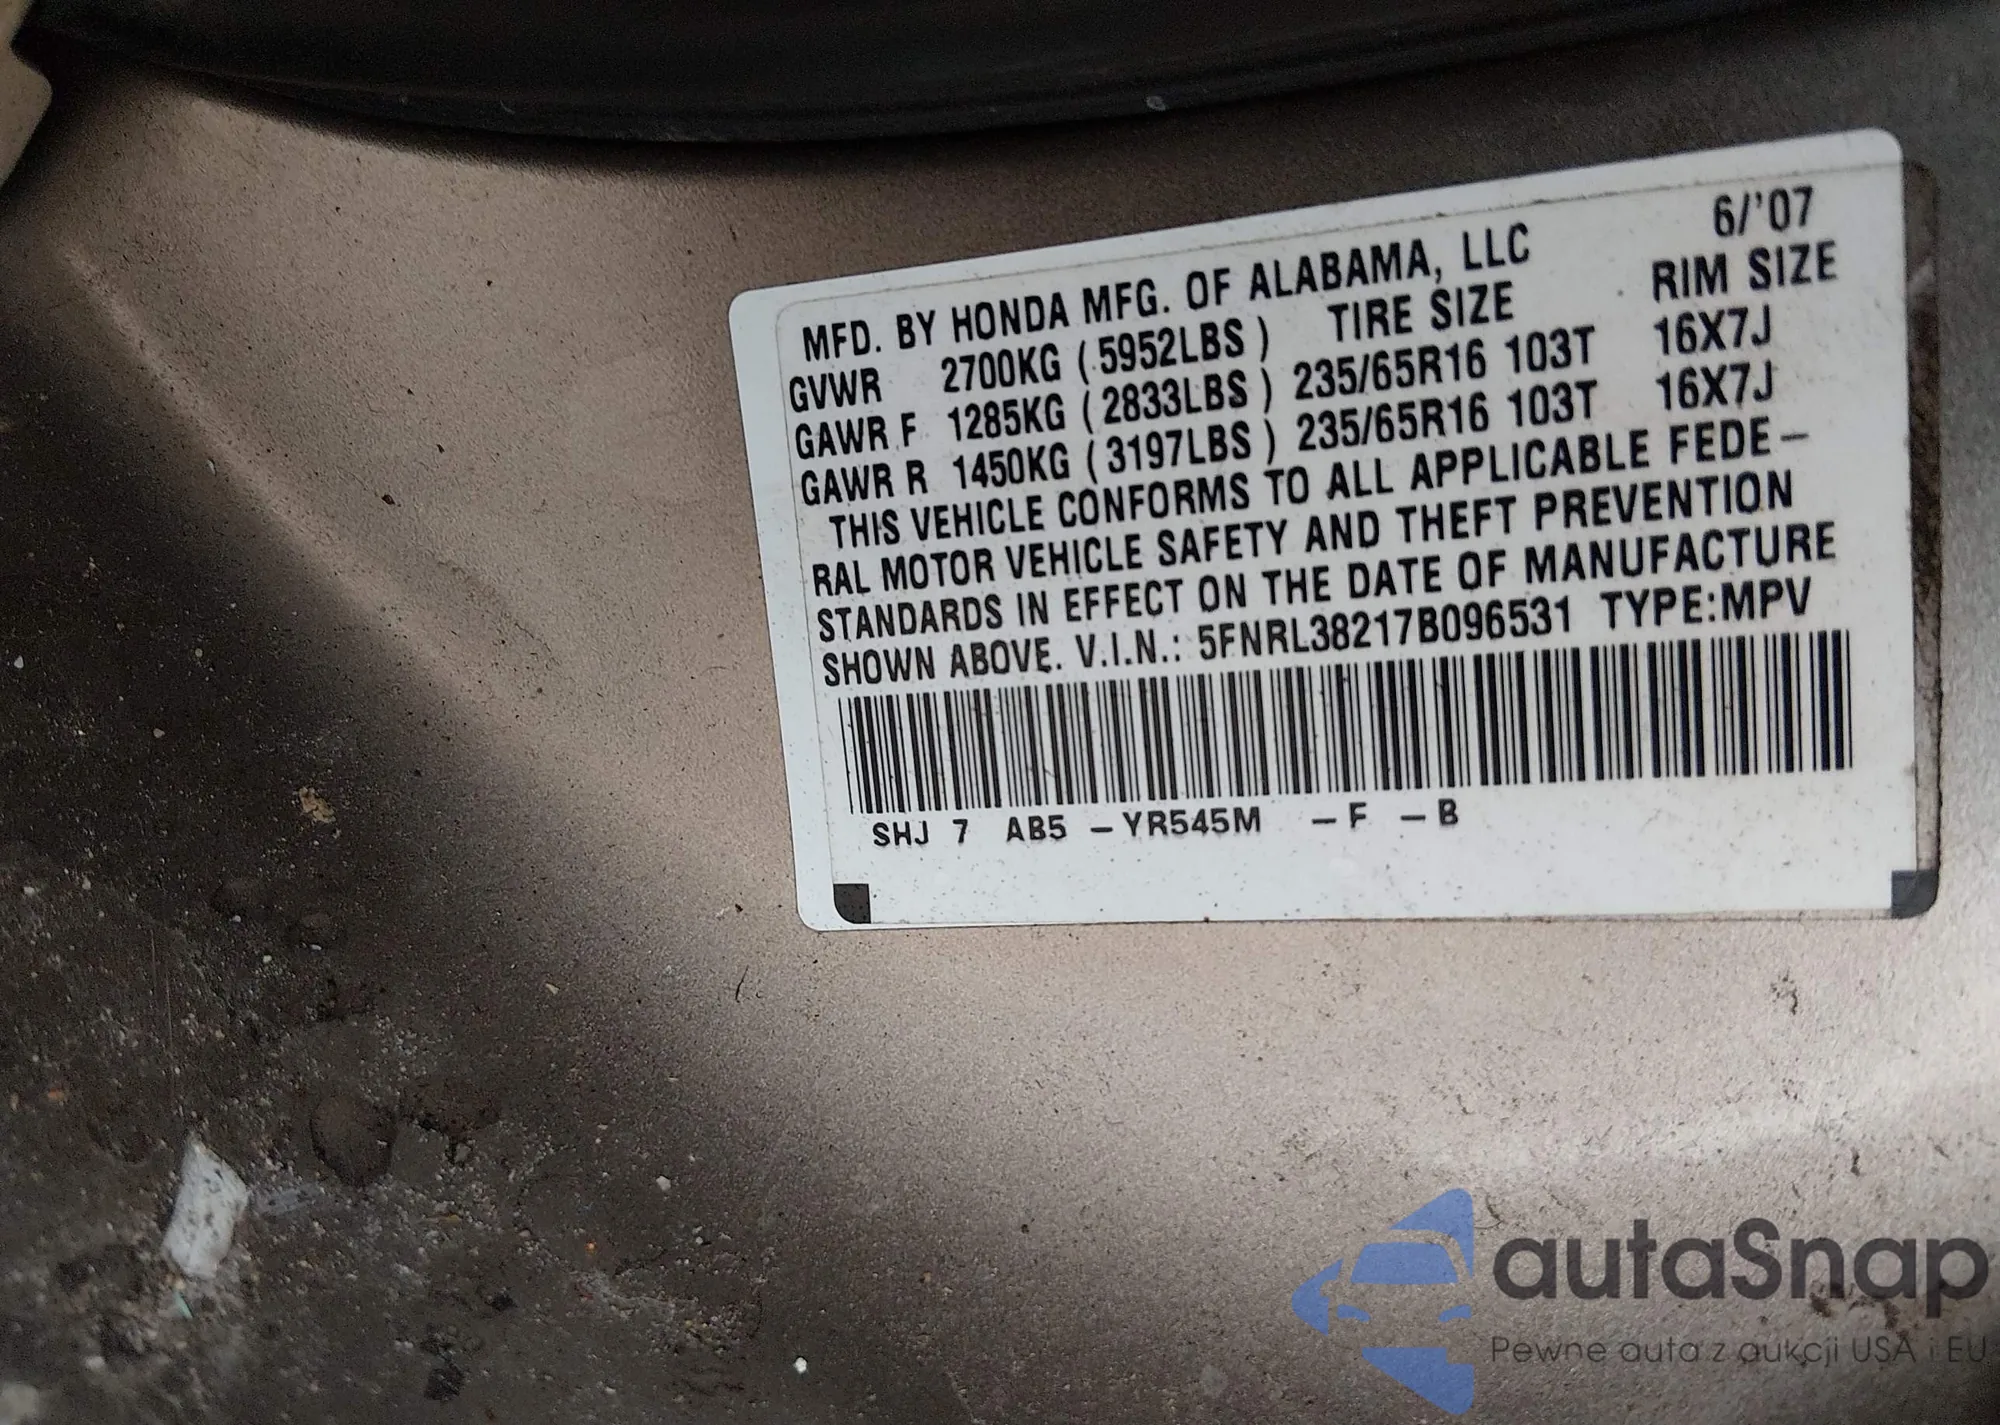 6/'07
MFD. BY HONDA MFG. OF ALABAMA, LLC
RIM SIZE
GVWR 2700KG (5952LBS) TIRE SIZE
GAWR F 1285KG (2833LBS) 235/65R16 103T 16X7J
GAWR R 1450KG (3197LBS) 235/65R16 103T 16X7J
THIS VEHICLE CONFORMS TO ALL APPLICABLE FEDE-
RAL MOTOR VEHICLE SAFETY AND THEFT PREVENTION
STANDARDS IN EFFECT ON THE DATE OF MANUFACTURE
SHOWN ABOVE. V.I.N.: 5FNRL38217B096531 TYPE:MPV
SHJ 7 AB5 -YR545M -F -B
autaSnap
Pewne auta z aukcji USA i EU